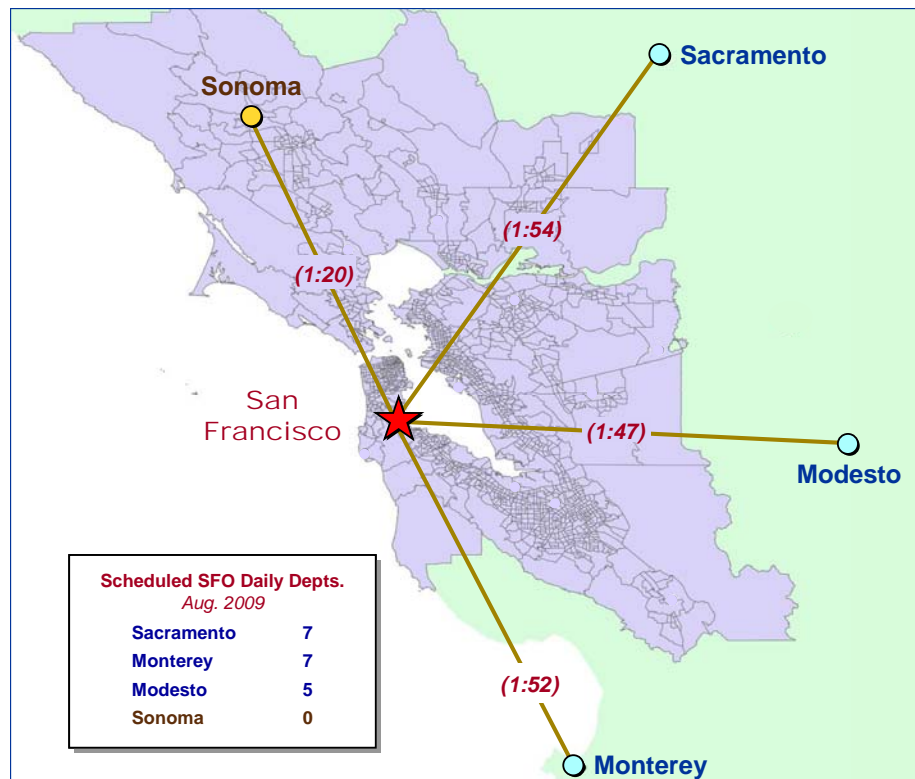 Sacramento
Sonoma
(1:54)
(1:20)
San
Francisco
(1:47)
Modesto
Scheduled SFO Daily Depts.
Aug. 2009
Sacramento 7
Monterey 7
Modesto 5
Sonoma 0
(1:52)
Monterey